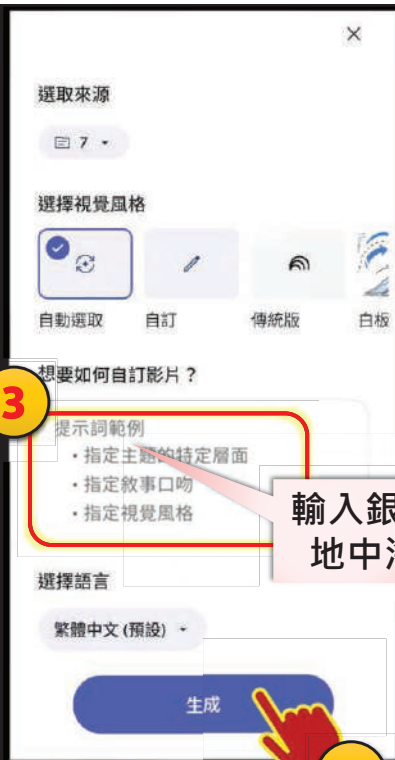 選取來源
7
選擇視覺風格
自動選取
自訂
傳統版
白板
想要如何自訂影片？
3
提示詞範例
• 指定主題的特定層面
• 指定敘事口吻
• 指定視覺風格
輸入銀
地中
選擇語言
繁體中文 (預設)
生成